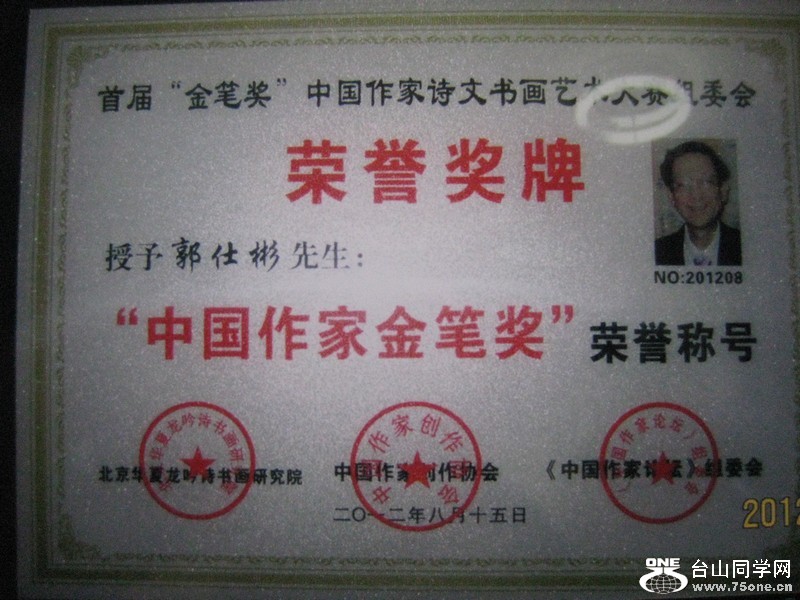 首届“金笔奖”中国作家诗文书画艺术大赛组委会
荣誉奖牌
授予郭仕彬先生：
NO:201208
“中国作家金笔奖”荣誉称号
北京华夏龙吟诗书画研究院 中国作家创作协会 《中国作家论坛》组委会
二〇一二年八月十五日
2012
ONE 台山同学网
www.75one.cn